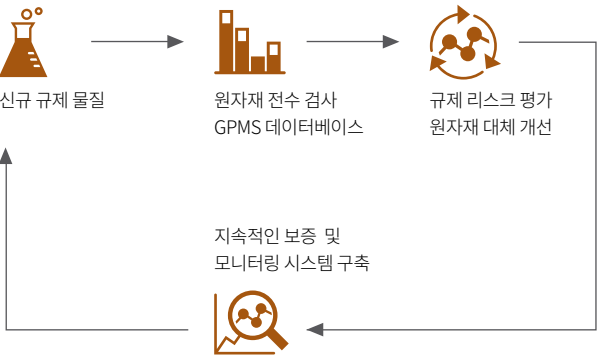 신규 규제 물질
원자재 전수 검사
GPMS 데이터베이스
규제 리스크 평가
원자재 대체 개선
지속적인 보증 및
모니터링 시스템 구축